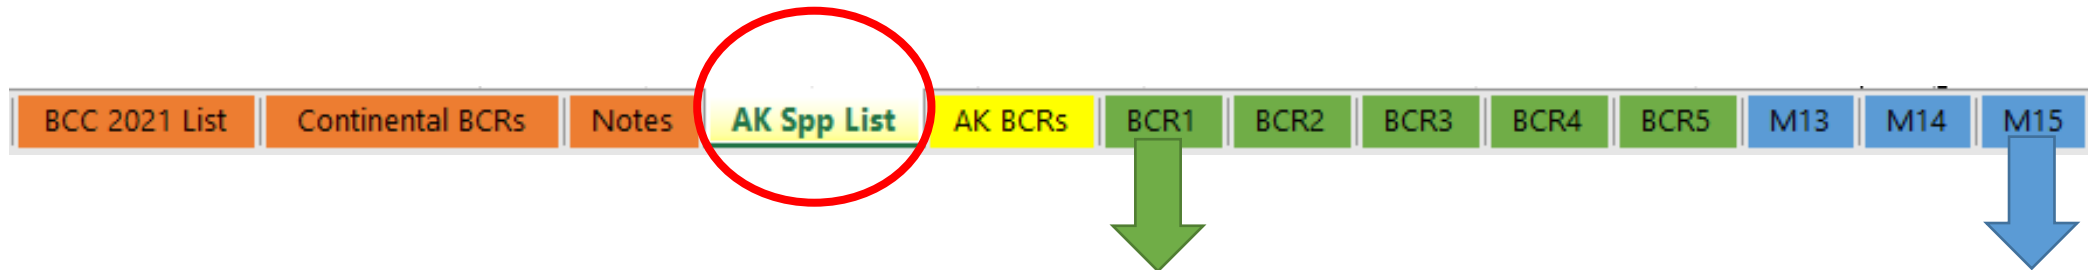 BCC 2021 List Continental BCRs Notes AK Spp List AK BCRs BCR1 BCR2 BCR3 BCR4 BCR5 M13 M14 M15